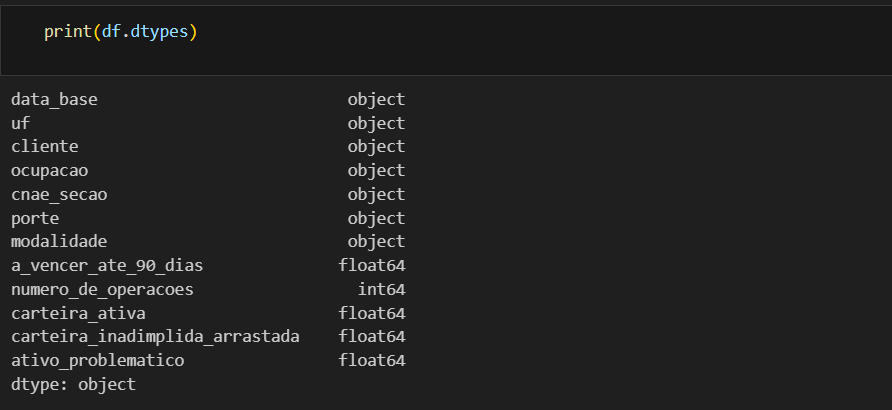 print(df.dtypes)
data_base object
uf object
cliente object
ocupacao object
cnae_secao object
porte object
modalidade object
a_vencer_ate_90_dias float64
numero_de_operacoes int64
carteira_ativa float64
carteira_inadimplida_arrastada float64
ativo_problematico float64
dtype: object